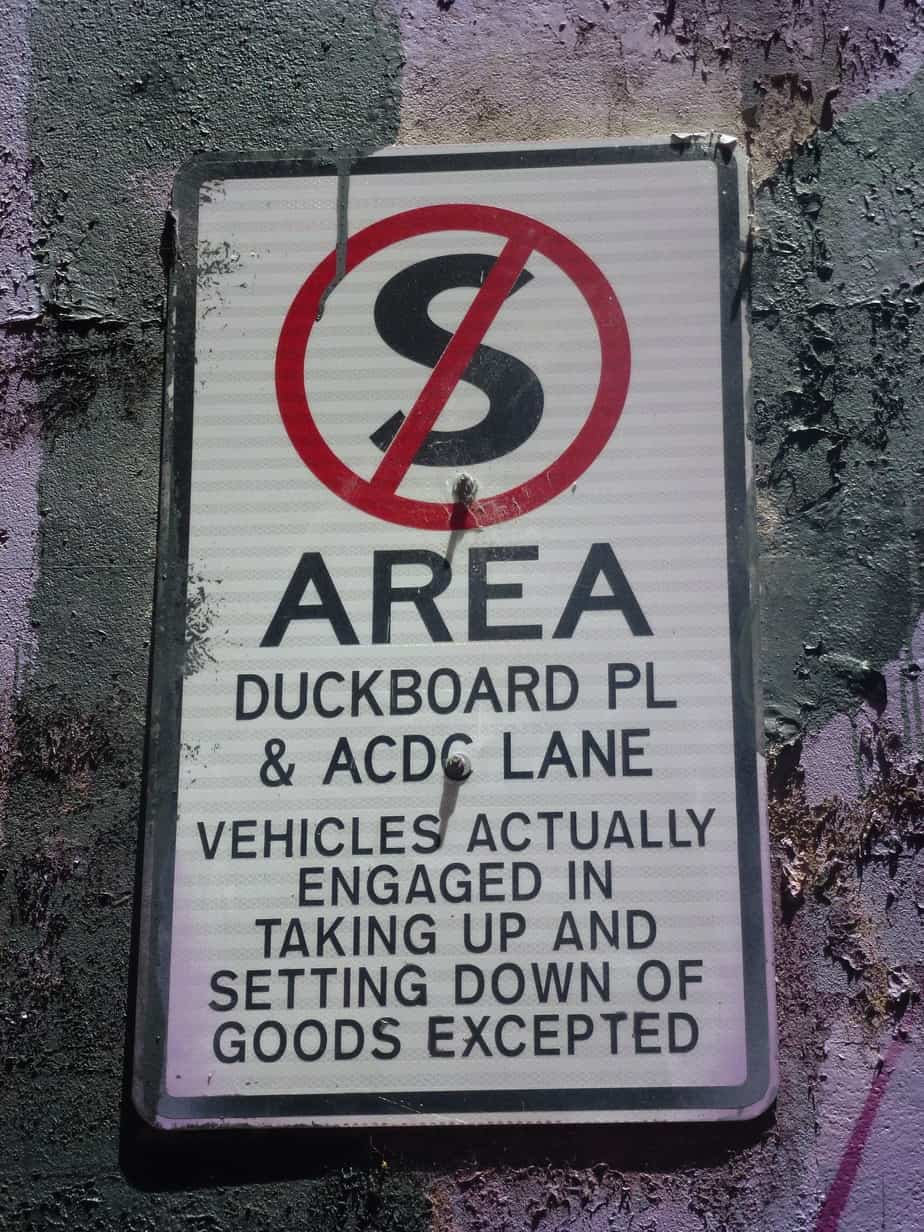 S
AREA
DUCKBOARD PL
& ACDC LANE
VEHICLES ACTUALLY
ENGAGED IN
TAKING UP AND
SETTING DOWN OF
GOODS EXCEPTED